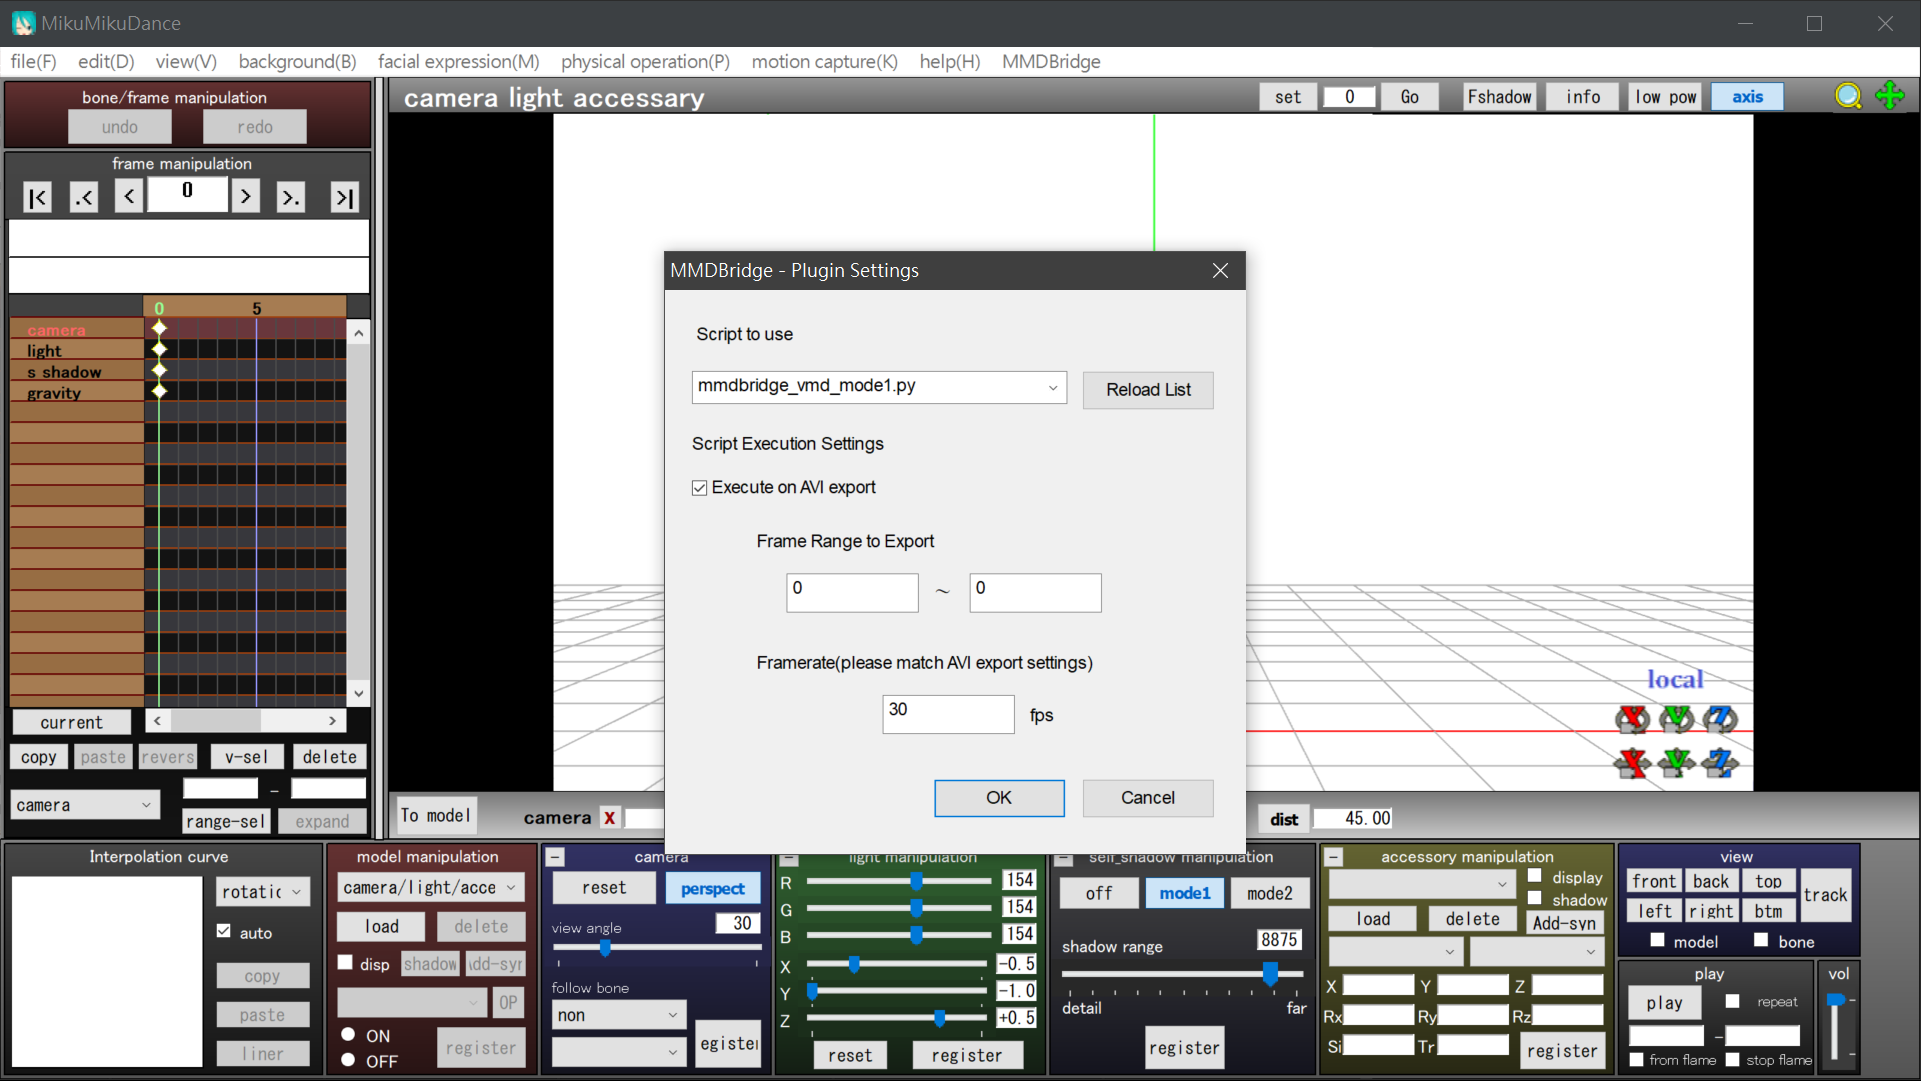 MikuMikuDance
file(F) edit(D) view(V) background(B) facial expression(M) physical operation(P) motion capture(K) help(H) MMDBridge
bone/frame manipulation
undo redo
frame manipulation
|< .< < 0 > >. >|
0 5
camera
light
s shadow
gravity
current
copy paste revers v-sel delete
camera
-
range-sel expand
camera light accessary
set 0 Go Fshadow info low pow axis
local
X Y Z
X Y Z
To model camera X
dist 45.00
MMDBridge - Plugin Settings
Script to use
mmdbridge_vmd_mode1.py
Reload List
Script Execution Settings
Execute on AVI export
Frame Range to Export
0 ~ 0
Framerate(please match AVI export settings)
30 fps
OK Cancel
Interpolation curve
rotatic
auto
copy
paste
liner
model manipulation
camera/light/acce
load delete
disp shadow \dd-syr
OP
ON
OFF
register
camera
reset perspect
view angle 30
follow bone
non
egister
light manipulation
R 154
G 154
B 154
X -0.5
Y -1.0
Z +0.5
reset register
self_shadow manipulation
off mode1 mode2
shadow range 8875
detail far
register
accessory manipulation
display
shadow
load delete Add-syn
X Y Z
Rx Ry Rz
Si Tr register
view
front back top
track
left right btm
model bone
play
play repeat
-
from flame stop flame
vol